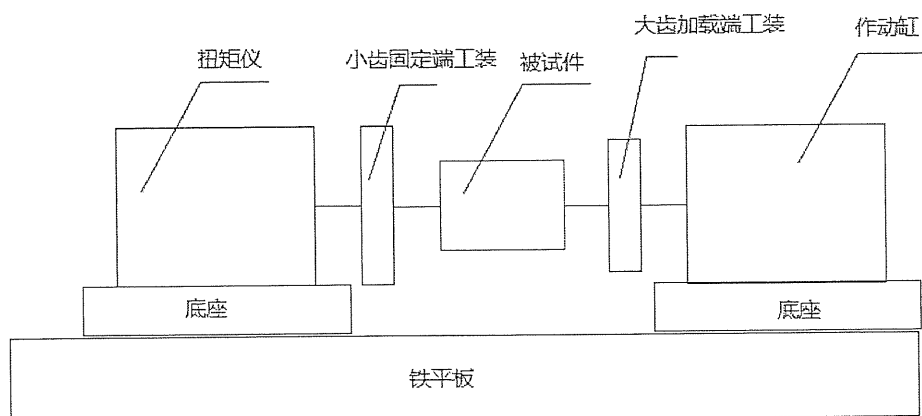 大齿加载端工装
作动缸
扭矩仪
小齿固定端工装
被试件
底座
底座
铁平板